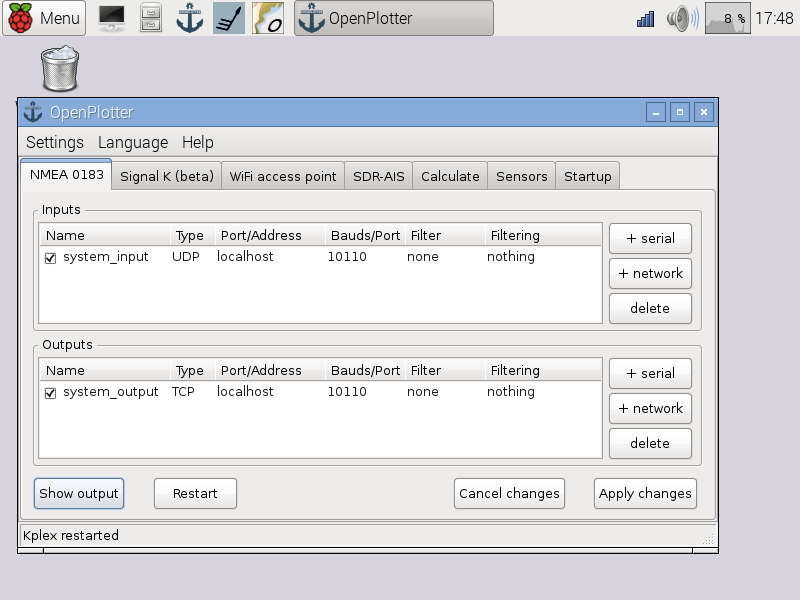 Menu OpenPlotter 8 % 17:48
OpenPlotter
Settings Language Help
NMEA 0183 Signal K (beta) WiFi access point SDR-AIS Calculate Sensors Startup
Inputs
Name Type Port/Address Bauds/Port Filter Filtering
system_input UDP localhost 10110 none nothing
+ serial
+ network
delete
Outputs
Name Type Port/Address Bauds/Port Filter Filtering
system_output TCP localhost 10110 none nothing
+ serial
+ network
delete
Show output Restart Cancel changes Apply changes
Kplex restarted